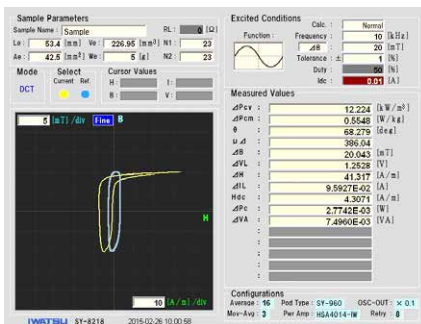 Sample Parameters
Sample Name : Sample RL : 0 [Ω]
Le : 53.4 [mm] Ve : 226.95 [mm³] N1 : 23
Ae : 42.5 [mm²] We : 5 [g] N2 : 23
Mode Select Cursor Values
Current Ref. H : I :
DCT B : V :
5 [mT] /div Fine B
H
10 [A/m] /div
IWATSU SY-8218 2015-02-26 10:00:58
Excited Conditions
Calc. : Normal
Function : Frequency : 10 [kHz]
⊿B : 20 [mT]
Tolerance : ± 1 [%]
Duty : 50 [%]
Idc : 0.01 [A]
Measured Values
⊿Pcv : 12.224 [kW/m³]
⊿Pcm : 0.5548 [W/kg]
θ : 68.279 [deg]
μ⊿ : 386.04
⊿B : 20.043 [mT]
⊿VL : 1.2528 [V]
⊿H : 41.317 [A/m]
⊿IL : 9.5927E-02 [A]
Hdc : 4.3071 [A/m]
⊿Pc : 2.7742E-03 [W]
⊿VA : 7.4960E-03 [VA]
:
:
:
:
:
Configurations
Average : 16 Pod Type : SY-960 OSC-OUT : × 0.1
Mov-Avg : 3 Pwr Amp : HSA4014-IW Retry : 8